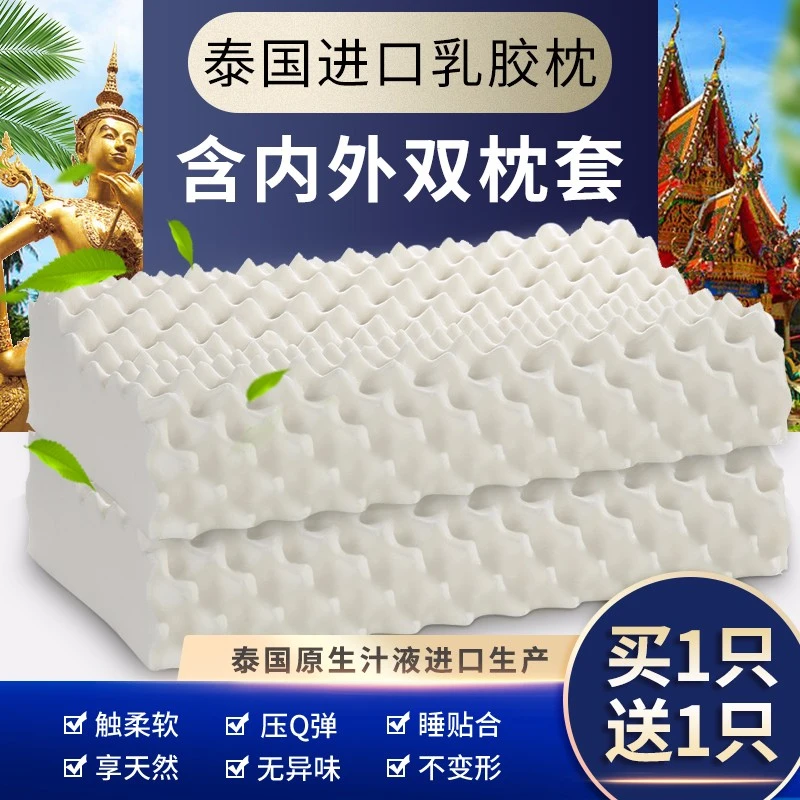 泰国进口乳胶枕
含内外双枕套
泰国原生汁液进口生产
买1只
送1只
触柔软 压Q弹 睡贴合
享天然 无异味 不变形